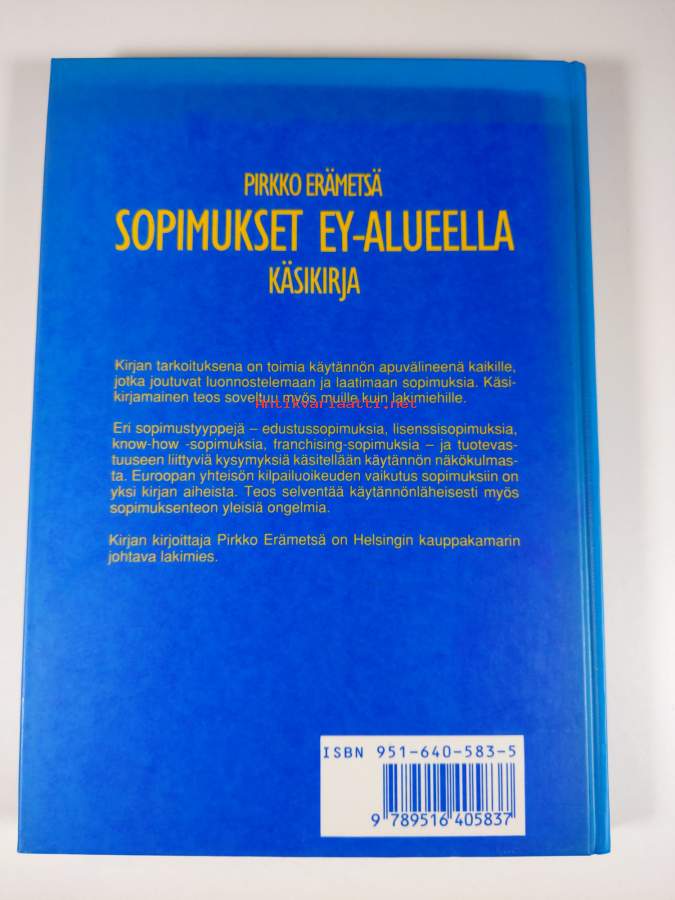 PIRKKO ERÄMETSÄ
SOPIMUKSET EY-ALUEELLA
KÄSIKIRJA
Kirjan tarkoituksena on toimia käytännön apuvälineenä kaikille,
jotka joutuvat luonnostelemaan ja laatimaan sopimuksia. Käsi-
kirjamainen teos soveltuu myös muille kuin lakimiehille.
Antikvariaatti.net
Eri sopimustyyppejä – edustussopimuksia, lisenssisopimuksia,
know-how -sopimuksia, franchising-sopimuksia – ja tuotevas-
tuuseen liittyviä kysymyksiä käsitellään käytännön näkökulmas-
ta. Euroopan yhteisön kilpailuoikeuden vaikutus sopimuksiin on
yksi kirjan aiheista. Teos selventää käytännönläheisesti myös
sopimuksenteon yleisiä ongelmia.
Kirjan kirjoittaja Pirkko Erämetsä on Helsingin kauppakamarin
johtava lakimies.
ISBN 951-640-583-5
9 789516 405837